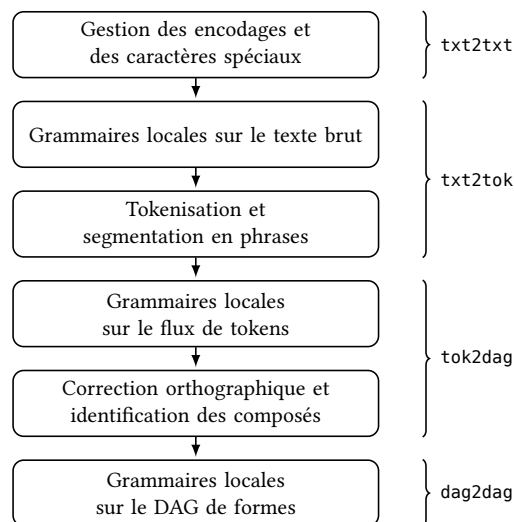 Gestion des encodages et
des caractères spéciaux
txt2txt
Grammaires locales sur le texte brut
txt2tok
Tokenisation et
segmentation en phrases
Grammaires locales
sur le flux de tokens
tok2dag
Correction orthographique et
identification des composés
Grammaires locales
sur le DAG de formes
dag2dag